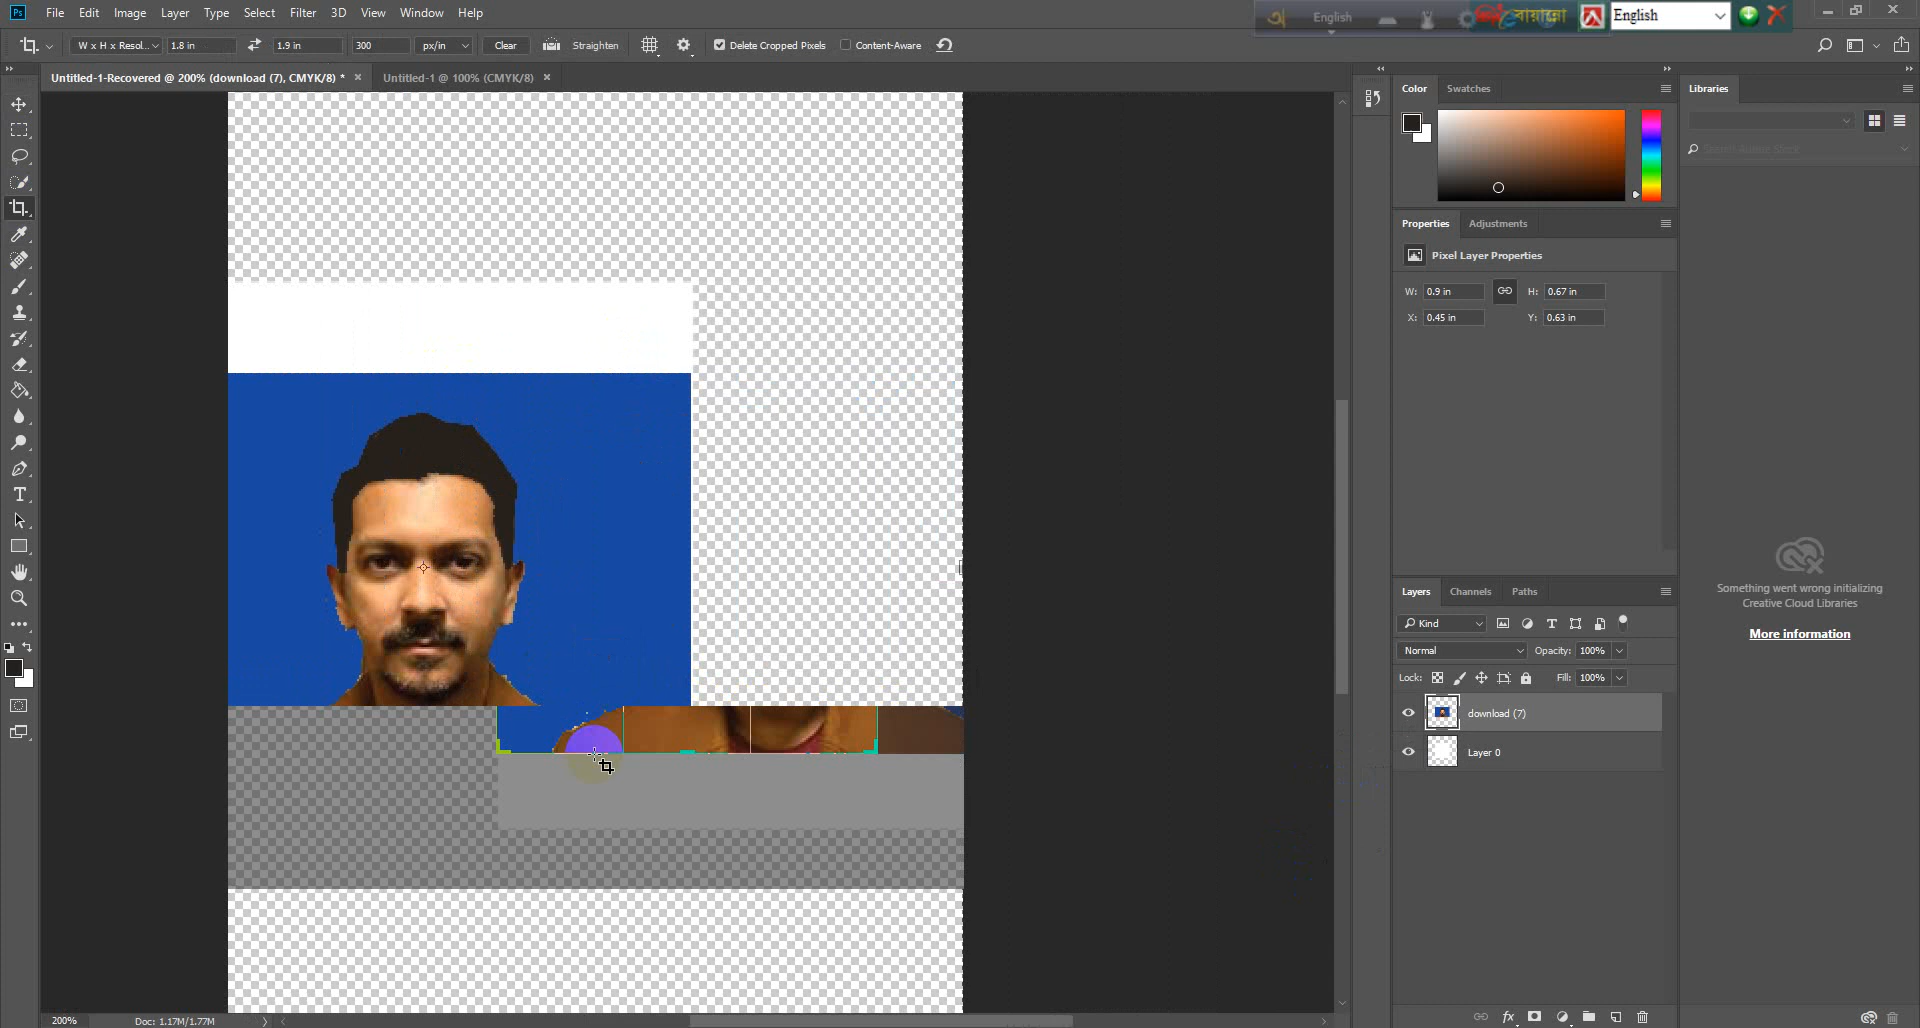 Ps File Edit Image Layer Type Select Filter 3D View Window Help
English
বায়ান্নো
English
W x H x Resol... 1.8 in 1.9 in 300 px/in Clear Straighten Delete Cropped Pixels Content-Aware
Untitled-1-Recovered @ 200% (download (7), CMYK/8) * × Untitled-1 @ 100% (CMYK/8) ×
Color Swatches
Libraries
Search Adobe Stock
Properties Adjustments
Pixel Layer Properties
W: 0.9 in H: 0.67 in
X: 0.45 in Y: 0.63 in
Something went wrong initializing
Creative Cloud Libraries
More information
Layers Channels Paths
Kind
Normal Opacity: 100%
Lock: Fill: 100%
download (7)
Layer 0
200% Doc: 1.17M/1.77M